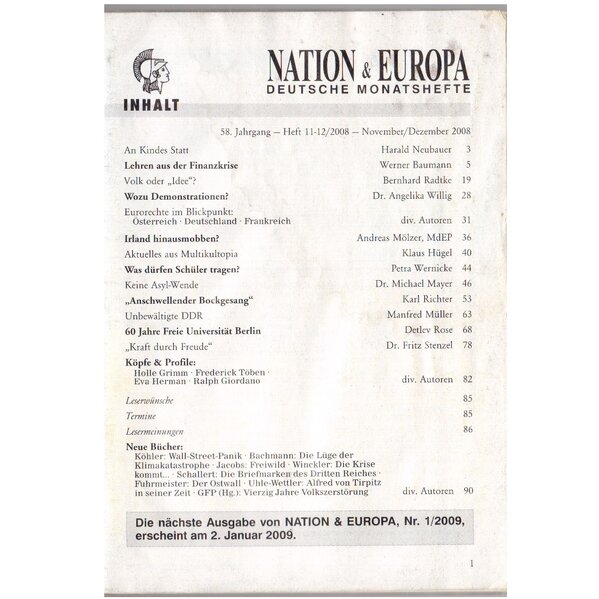 INHALT
NATION & EUROPA
DEUTSCHE MONATSHEFTE
58. Jahrgang — Heft 11-12/2008 — November/Dezember 2008
An Kindes Statt Harald Neubauer 3
Lehren aus der Finanzkrise Werner Baumann 5
Volk oder „Idee"? Bernhard Radtke 19
Wozu Demonstrationen? Dr. Angelika Willig 28
Eurorechte im Blickpunkt:
Österreich · Deutschland · Frankreich div. Autoren 31
Irland hinausmobben? Andreas Mölzer, MdEP 36
Aktuelles aus Multikultopia Klaus Hügel 40
Was dürfen Schüler tragen? Petra Wernicke 44
Keine Asyl-Wende Dr. Michael Mayer 46
„Anschwellender Bockgesang" Karl Richter 53
Unbewältigte DDR Manfred Müller 63
60 Jahre Freie Universität Berlin Detlev Rose 68
„Kraft durch Freude" Dr. Fritz Stenzel 78
Köpfe & Profile:
Holle Grimm · Frederick Töben ·
Eva Herman · Ralph Giordano div. Autoren 82
Leserwünsche 85
Termine 85
Lesermeinungen 86
Neue Bücher:
Köhler: Wall-Street-Panik · Bachmann: Die Lüge der
Klimakatastrophe · Jacobs: Freiwild · Winckler: Die Krise
kommt... · Schallert: Die Briefmarken des Dritten Reiches ·
Fuhrmeister: Der Ostwall · Uhle-Wettler: Alfred von Tirpitz
in seiner Zeit · GFP (Hg.): Vierzig Jahre Volkszerstörung div. Autoren 90
Die nächste Ausgabe von NATION & EUROPA, Nr. 1/2009,
erscheint am 2. Januar 2009.
1